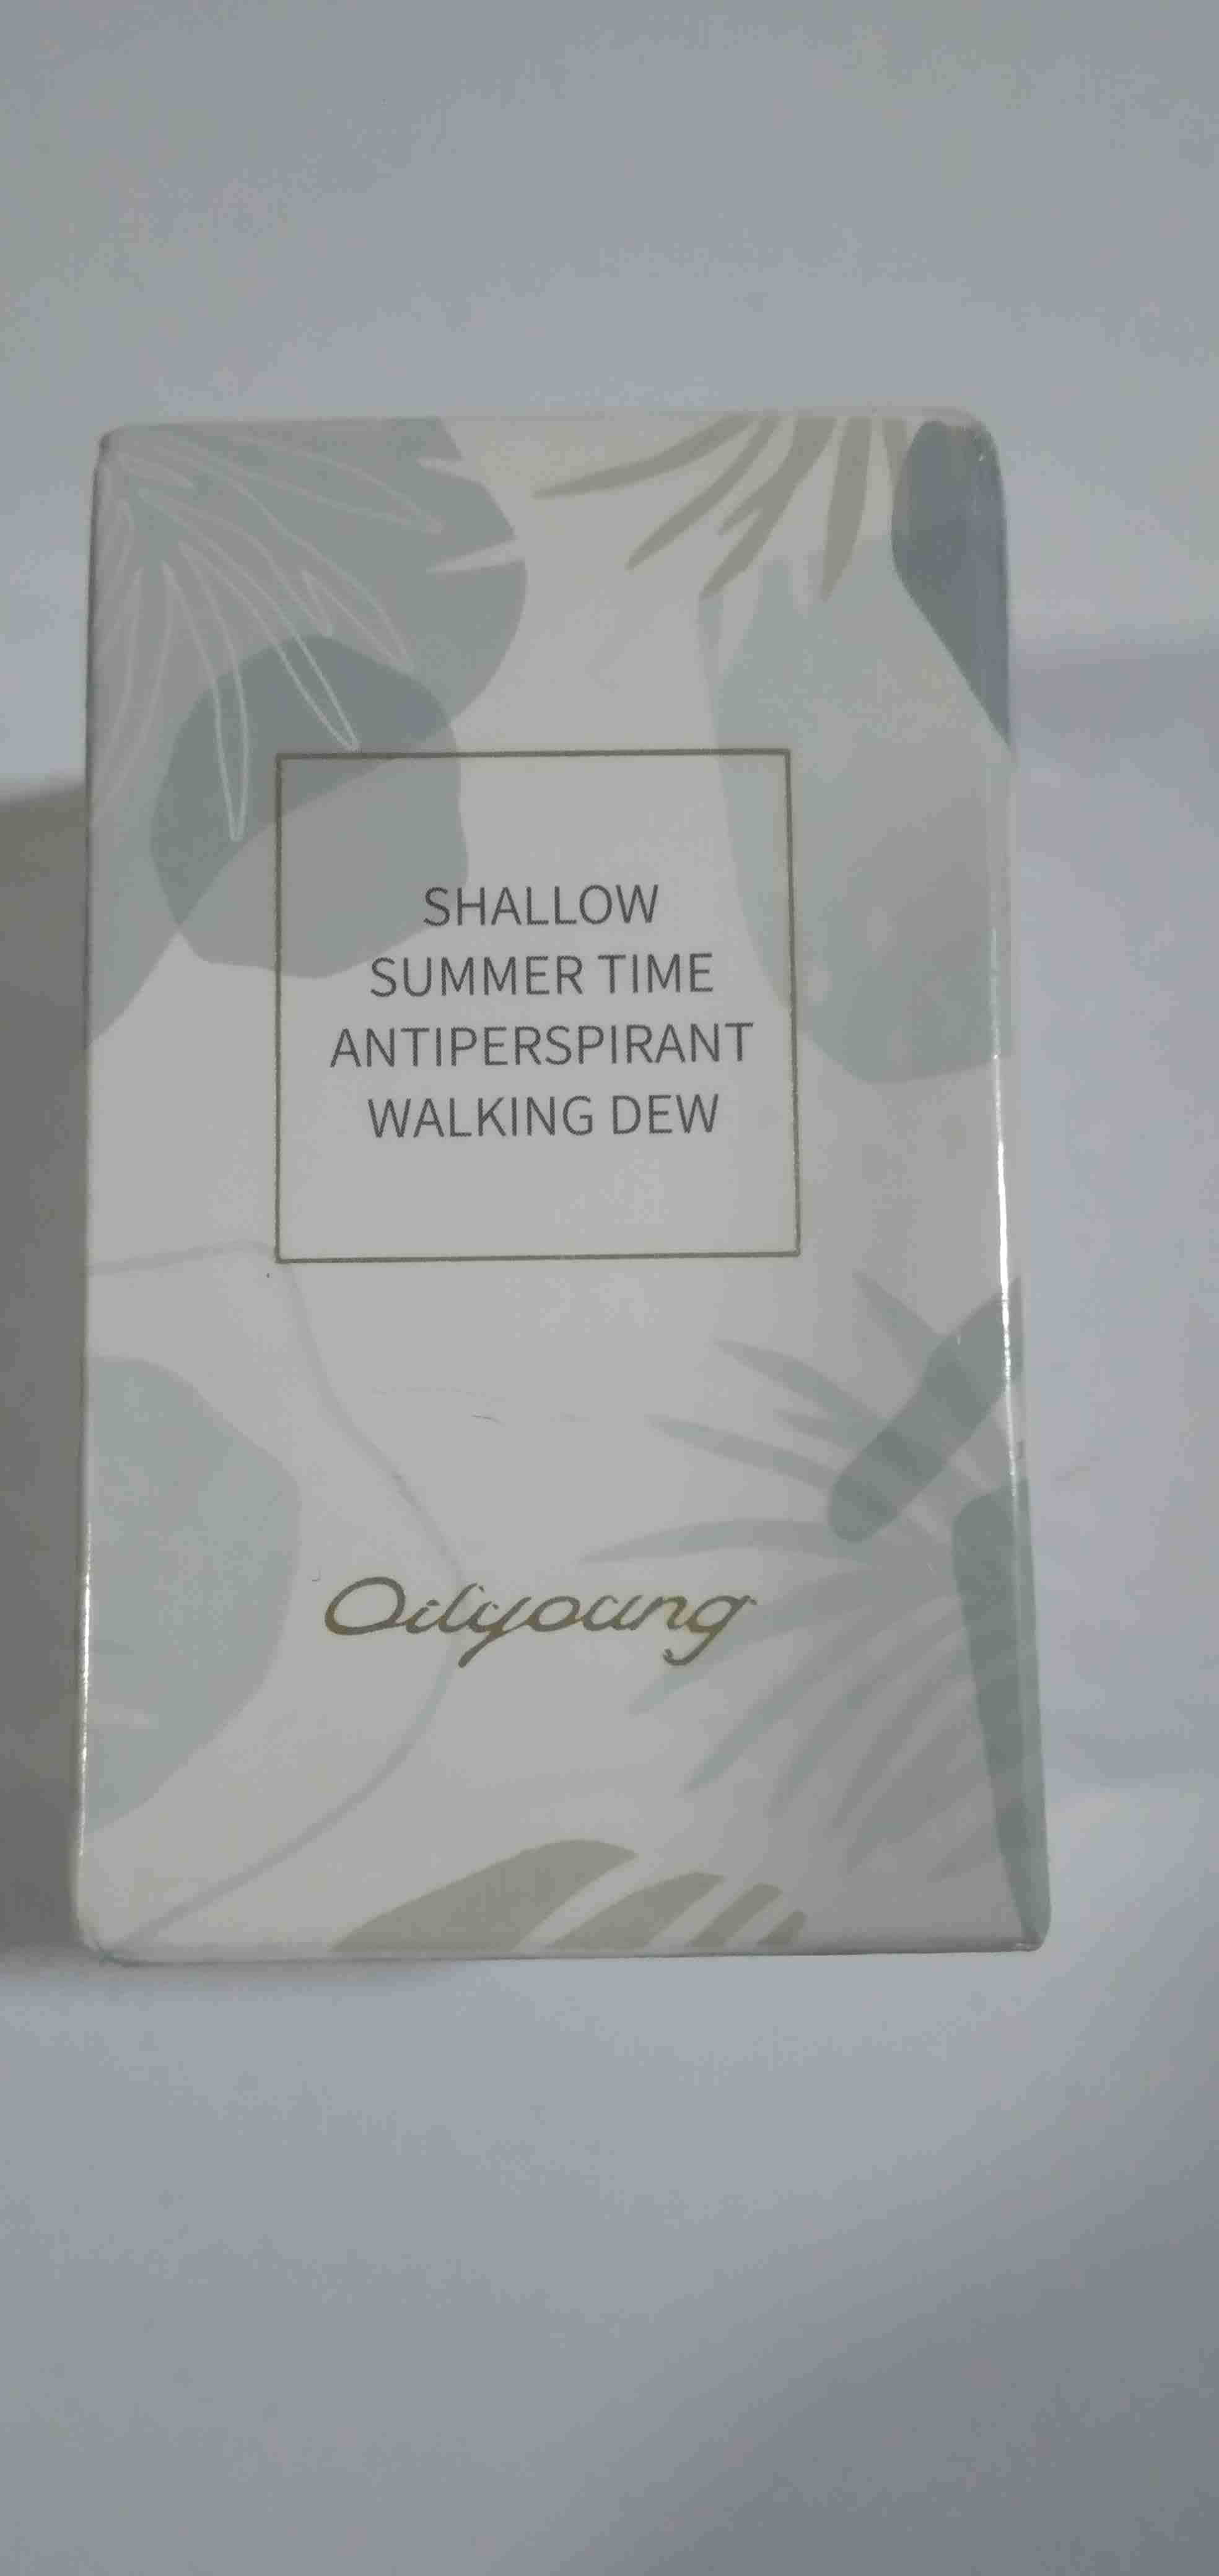 SHALLOW
SUMMER TIME
ANTIPERSPIRANT
WALKING DEW
Oilyoung